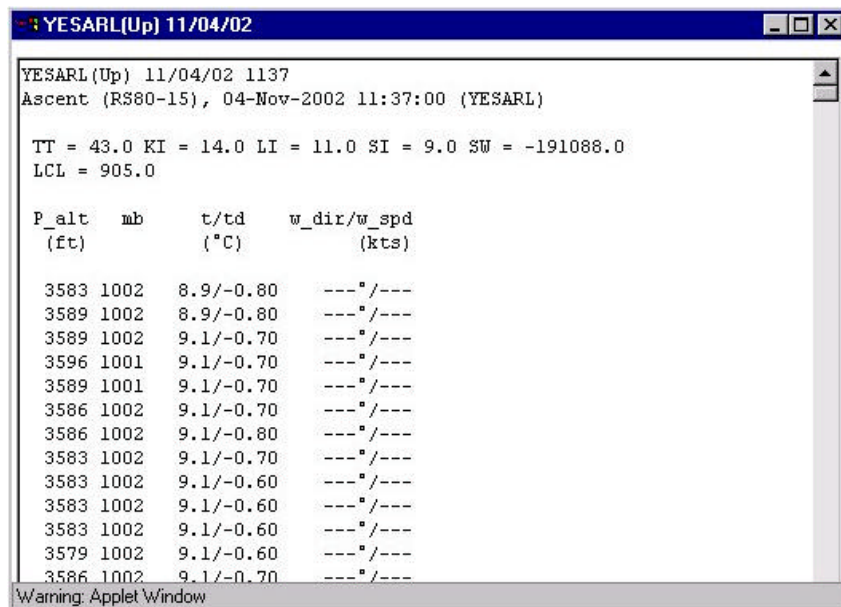 YESARL(Up) 11/04/02
YESARL(Up) 11/04/02 1137
Ascent (RS80-15), 04-Nov-2002 11:37:00 (YESARL)
TT = 43.0 KI = 14.0 LI = 11.0 SI = 9.0 SW = -191088.0
LCL = 905.0
P_alt mb t/td w_dir/w_spd
(ft) (°C) (kts)
3583 1002 8.9/-0.80 ---°/---
3589 1002 8.9/-0.80 ---°/---
3589 1002 9.1/-0.70 ---°/---
3596 1001 9.1/-0.70 ---°/---
3589 1001 9.1/-0.70 ---°/---
3586 1002 9.1/-0.70 ---°/---
3586 1002 9.1/-0.80 ---°/---
3583 1002 9.1/-0.70 ---°/---
3583 1002 9.1/-0.60 ---°/---
3583 1002 9.1/-0.60 ---°/---
3583 1002 9.1/-0.60 ---°/---
3579 1002 9.1/-0.60 ---°/---
3586 1002 9.1/-0.70 ---°/---
Warning: Applet Window